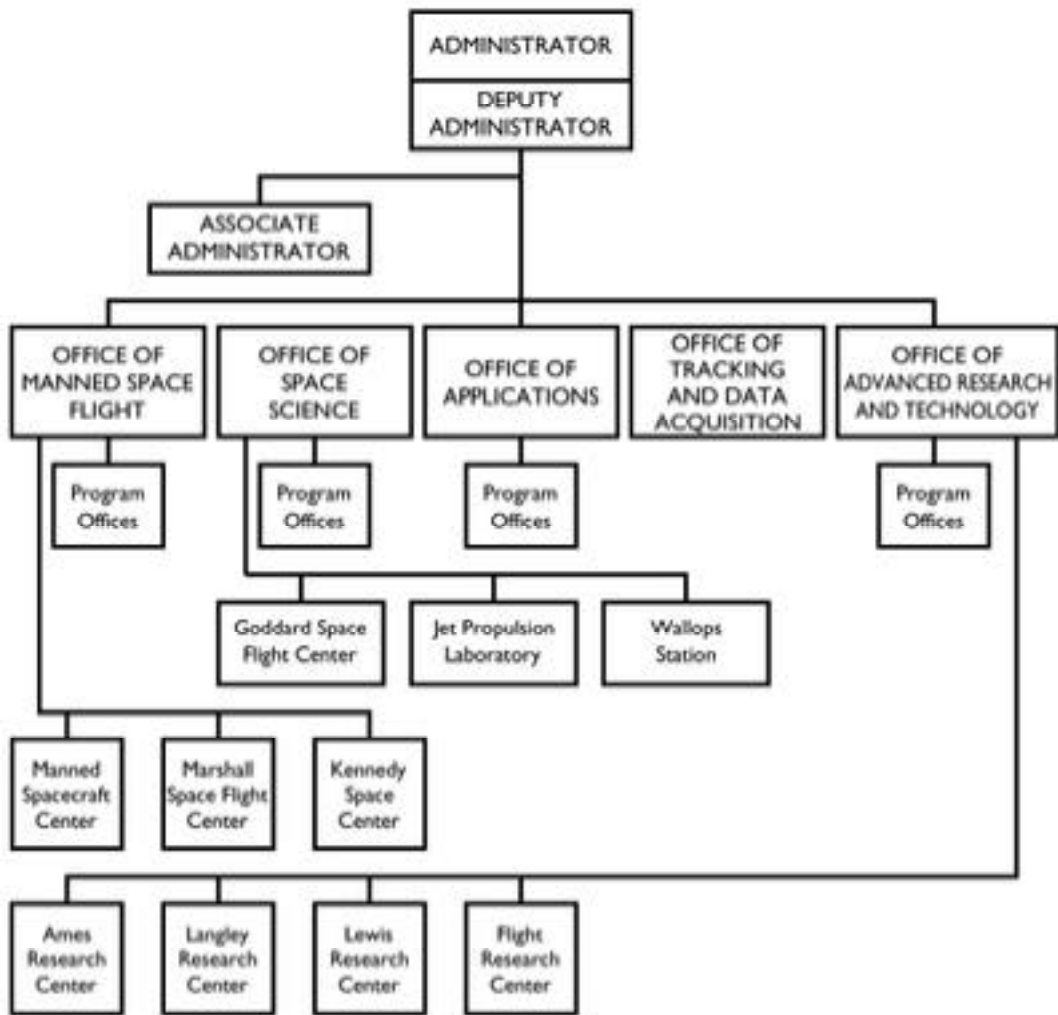 ADMINISTRATOR
DEPUTY
ADMINISTRATOR
ASSOCIATE
ADMINISTRATOR
OFFICE OF
MANNED SPACE
FLIGHT
OFFICE OF
SPACE
SCIENCE
OFFICE OF
APPLICATIONS
OFFICE OF
TRACKING
AND DATA
ACQUISITION
OFFICE OF
ADVANCED RESEARCH
AND TECHNOLOGY
Program
Offices
Program
Offices
Program
Offices
Program
Offices
Goddard Space
Flight Center
Jet Propulsion
Laboratory
Wallops
Station
Manned
Spacecraft
Center
Marshall
Space Flight
Center
Kennedy
Space
Center
Ames
Research
Center
Langley
Research
Center
Lewis
Research
Center
Flight
Research
Center